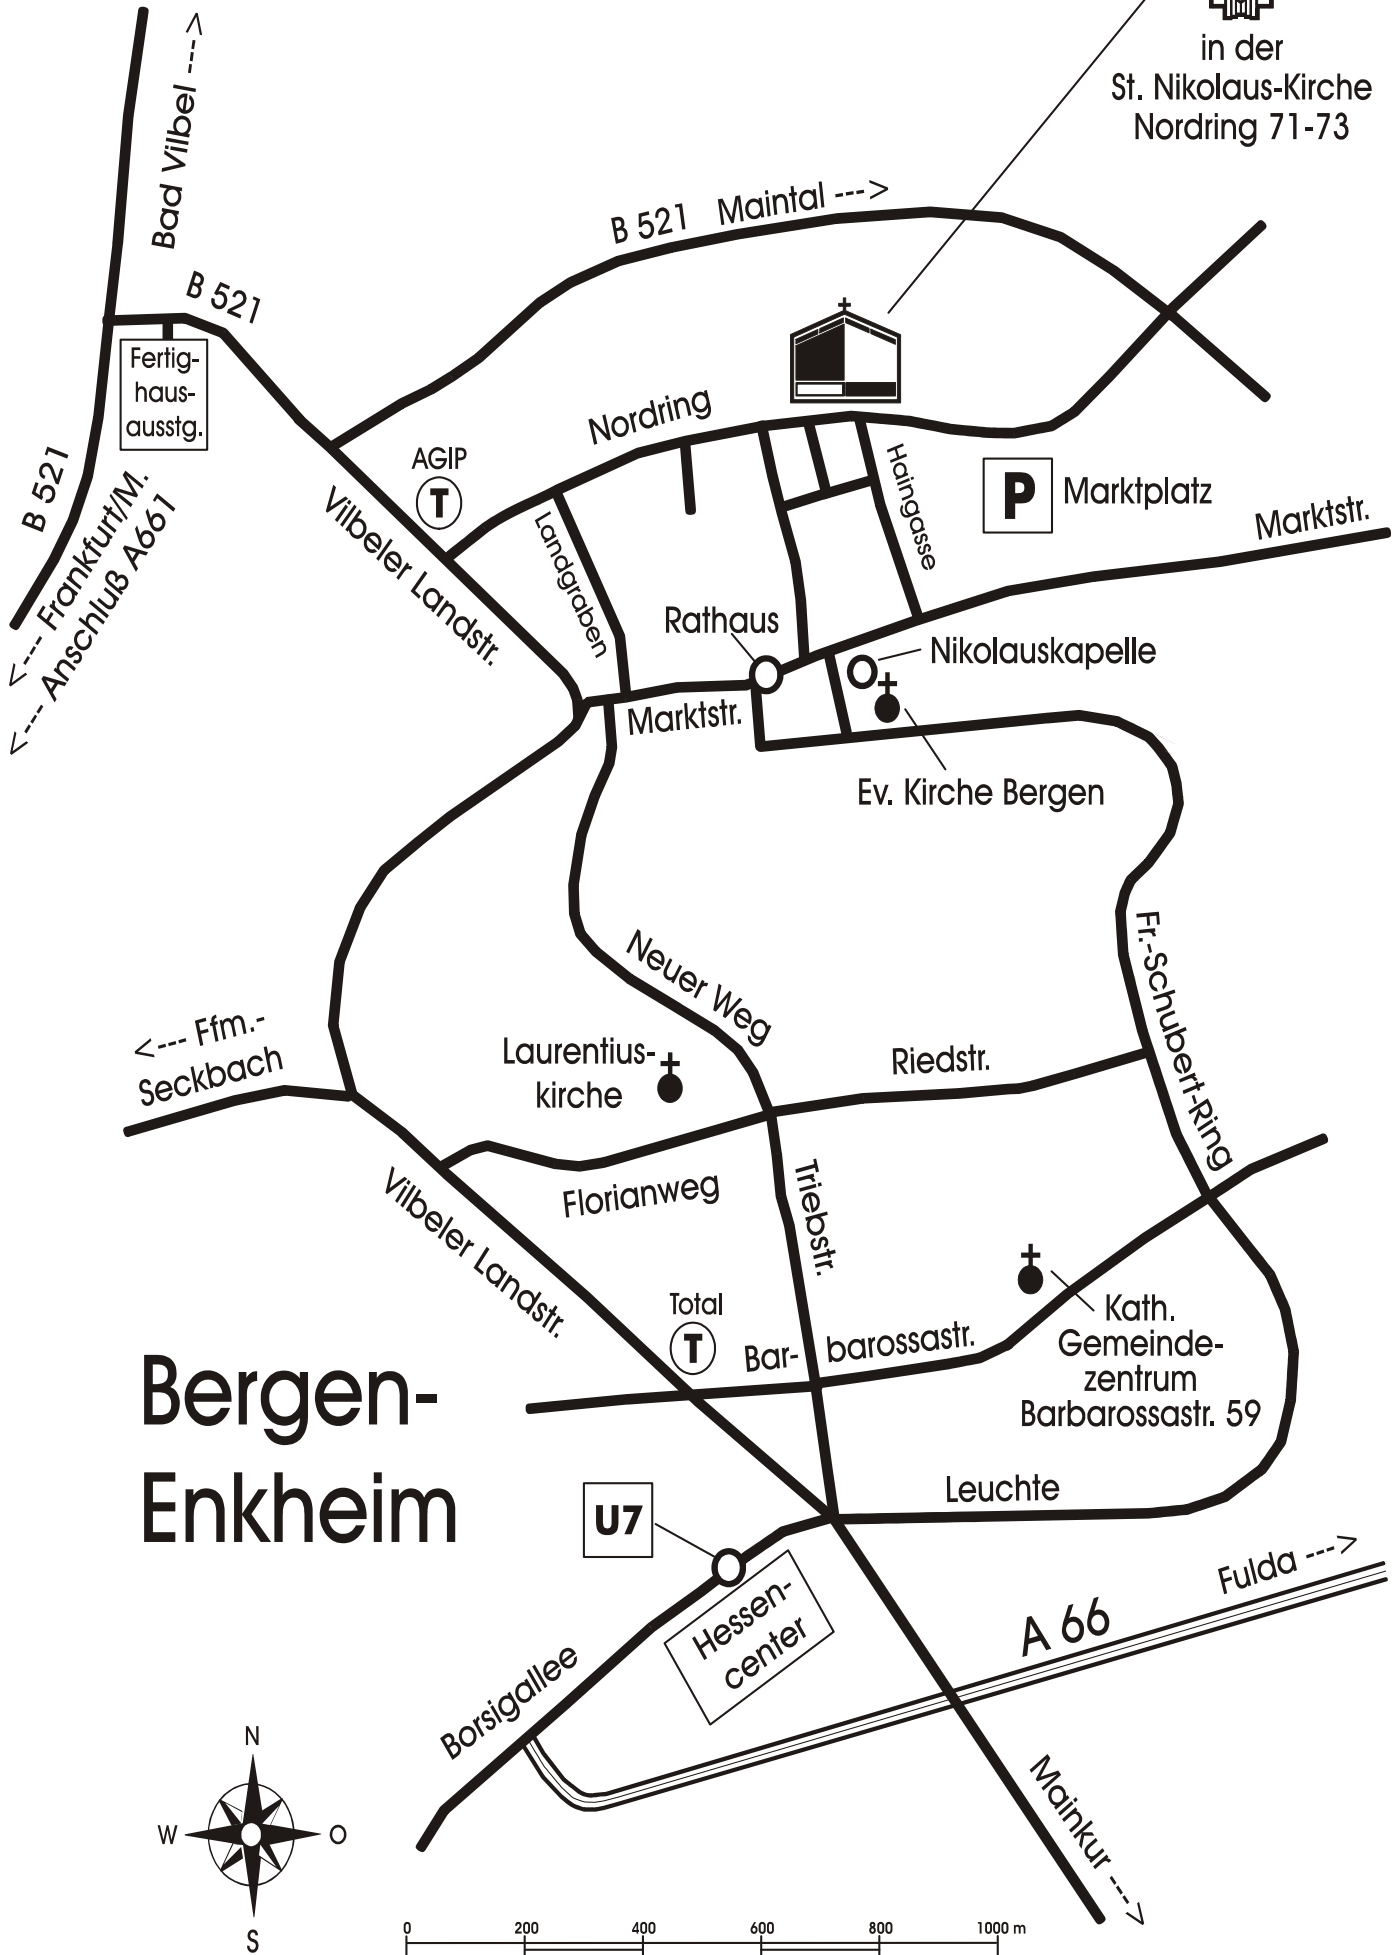 in der
St. Nikolaus-Kirche
Nordring 71-73
Bad Vilbel --->
B 521 Maintal --->
B 521
Fertig-
haus-
ausstg.
Nordring
AGIP
T
Haingasse
P Marktplatz
B 521
<--- Frankfurt/M.
<--- Anschluß A661
Vilbeler Landstr.
Landgraben
Marktstr.
Rathaus
Nikolauskapelle
Marktstr.
Ev. Kirche Bergen
Neuer Weg
Fr.-Schubert-Ring
<--- Ffm.-
Seckbach
Laurentius-
kirche
Riedstr.
Florianweg
Triebstr.
Vilbeler Landstr.
Total
T
Bar- barossastr.
Kath.
Gemeinde-
zentrum
Barbarossastr. 59
Bergen-
Enkheim
Leuchte
U7
Hessen-
center
Fulda --->
A 66
Borsigallee
Mainkur --->
N
W O
S
0 200 400 600 800 1000 m